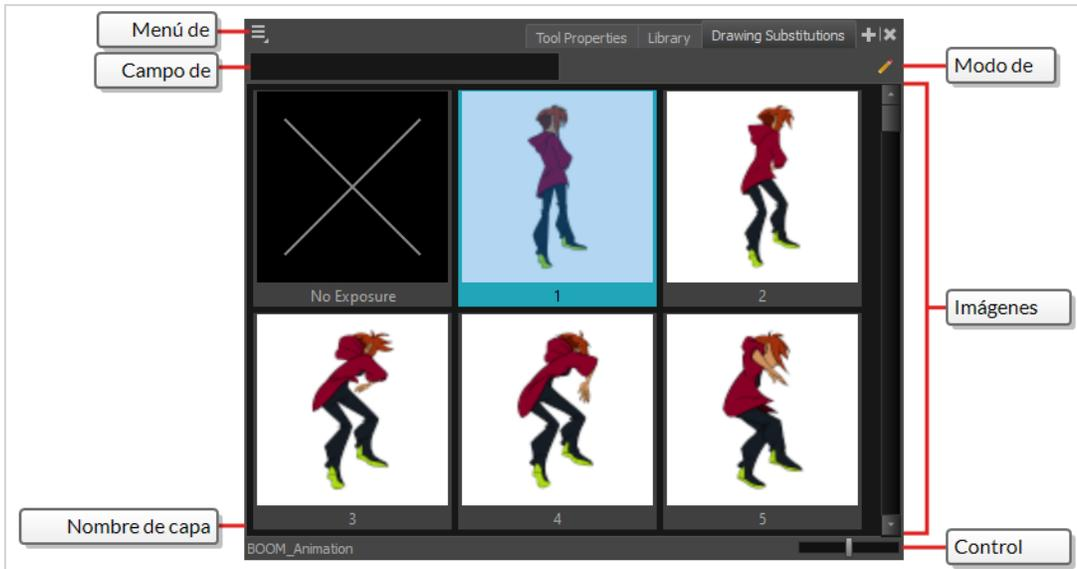 Menú de
Tool Properties
Library
Drawing Substitutions
Campo de
Modo de
No Exposure
1
2
Imágenes
3
4
5
Nombre de capa
BOOM_Animation
Control